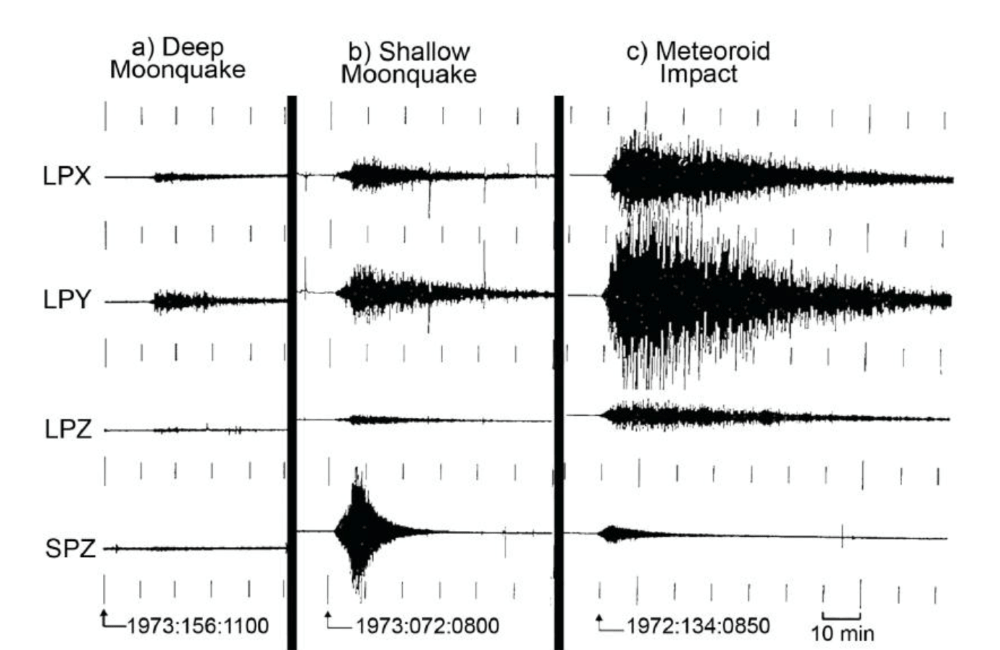 a) Deep
Moonquake
b) Shallow
Moonquake
c) Meteoroid
Impact
LPX
LPY
LPZ
SPZ
1973:156:1100
1973:072:0800
1972:134:0850
10 min